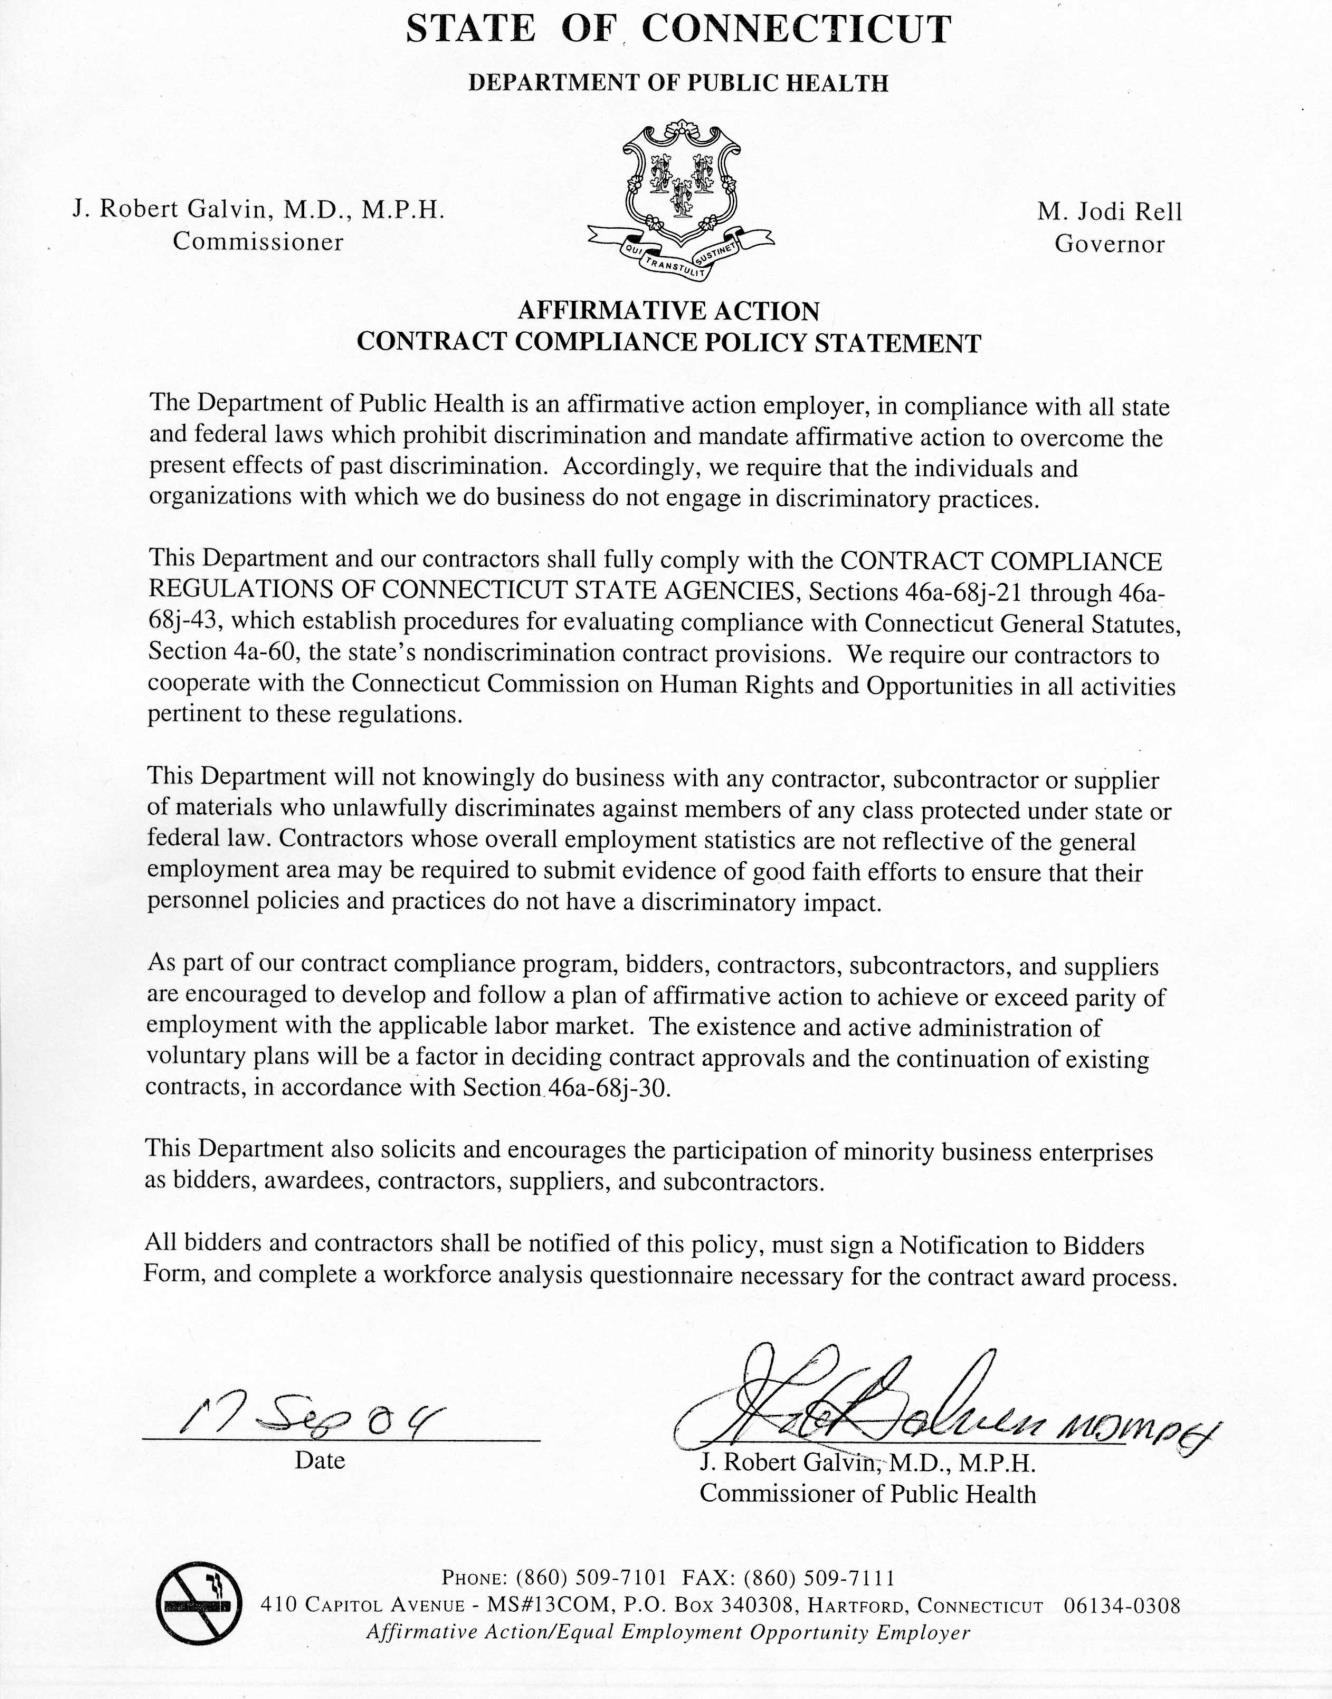 STATE OF CONNECTICUT
DEPARTMENT OF PUBLIC HEALTH
J. Robert Galvin, M.D., M.P.H.
Commissioner
M. Jodi Rell
Governor
QUI TRANSTULIT SUSTINET
AFFIRMATIVE ACTION
CONTRACT COMPLIANCE POLICY STATEMENT
The Department of Public Health is an affirmative action employer, in compliance with all state
and federal laws which prohibit discrimination and mandate affirmative action to overcome the
present effects of past discrimination. Accordingly, we require that the individuals and
organizations with which we do business do not engage in discriminatory practices.
This Department and our contractors shall fully comply with the CONTRACT COMPLIANCE
REGULATIONS OF CONNECTICUT STATE AGENCIES, Sections 46a-68j-21 through 46a-
68j-43, which establish procedures for evaluating compliance with Connecticut General Statutes,
Section 4a-60, the state's nondiscrimination contract provisions. We require our contractors to
cooperate with the Connecticut Commission on Human Rights and Opportunities in all activities
pertinent to these regulations.
This Department will not knowingly do business with any contractor, subcontractor or supplier
of materials who unlawfully discriminates against members of any class protected under state or
federal law. Contractors whose overall employment statistics are not reflective of the general
employment area may be required to submit evidence of good faith efforts to ensure that their
personnel policies and practices do not have a discriminatory impact.
As part of our contract compliance program, bidders, contractors, subcontractors, and suppliers
are encouraged to develop and follow a plan of affirmative action to achieve or exceed parity of
employment with the applicable labor market. The existence and active administration of
voluntary plans will be a factor in deciding contract approvals and the continuation of existing
contracts, in accordance with Section 46a-68j-30.
This Department also solicits and encourages the participation of minority business enterprises
as bidders, awardees, contractors, suppliers, and subcontractors.
All bidders and contractors shall be notified of this policy, must sign a Notification to Bidders
Form, and complete a workforce analysis questionnaire necessary for the contract award process.
17 Sep 04
Date
Galvin MD MPH
J. Robert Galvin, M.D., M.P.H.
Commissioner of Public Health
PHONE: (860) 509-7101 FAX: (860) 509-7111
410 CAPITOL AVENUE - MS#13COM, P.O. BOX 340308, HARTFORD, CONNECTICUT 06134-0308
Affirmative Action/Equal Employment Opportunity Employer